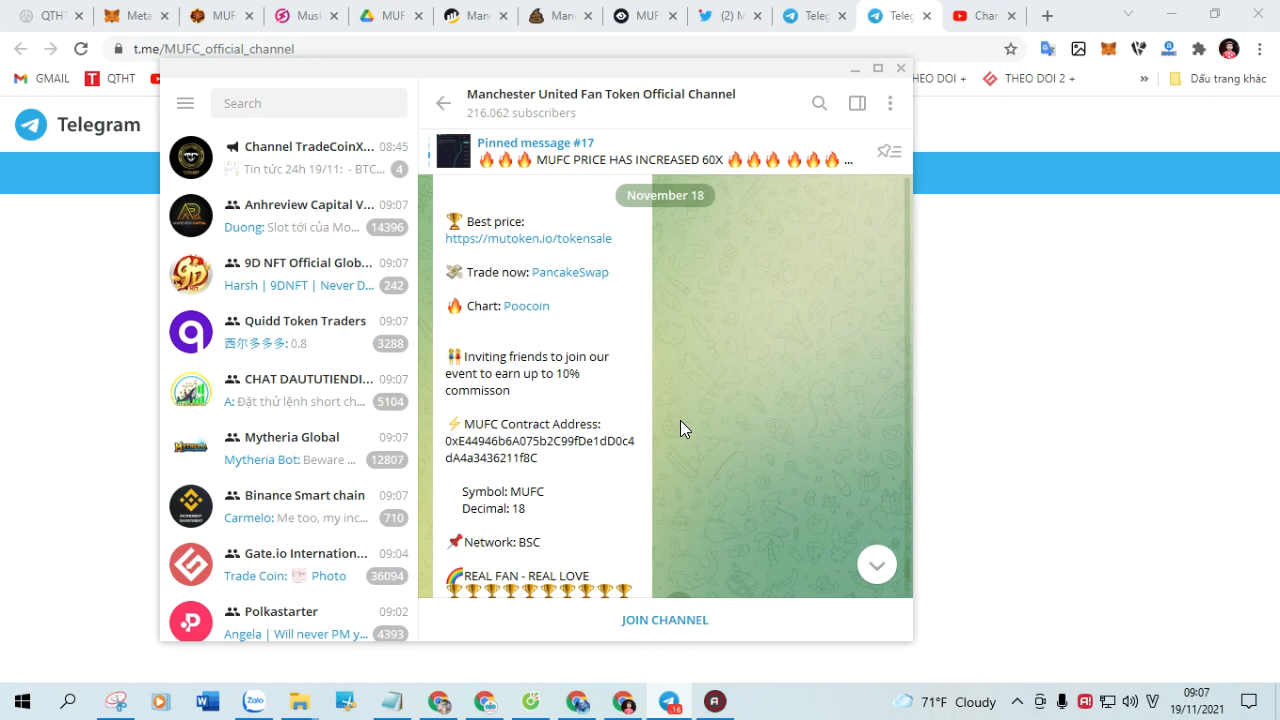 QTHT
Meta
MUF
Musl
MUF
Man
Man
MUF
(2) M
Teleg
Teleg
Chan
t.me/MUFC_official_channel
GMAIL
QTHT
HEO DOI +
THEO DOI 2 +
»
Dấu trang khác
Telegram
Search
Manchester United Fan Token Official Channel
216.062 subscribers
Pinned message #17
🔥🔥🔥 MUFC PRICE HAS INCREASED 60X 🔥🔥🔥 🔥🔥🔥 ...
Channel TradeCoinX... 08:45
Tin tức 24h 19/11: - BTC... 4
Anhreview Capital V... 09:07
Duong: Slot tới của Mo... 14396
9D NFT Official Glob... 09:07
Harsh | 9DNFT | Never D... 242
Quidd Token Traders 09:07
西尔多多多: 0.8 3288
CHAT DAUTUTIENDI... 09:07
A: Đặt thử lệnh short ch... 5104
Mytheria Global 09:07
Mytheria Bot: Beware ... 12807
Binance Smart chain 09:07
Carmelo: Me too, my inc... 710
Gate.io Internation... 09:04
Trade Coin: Photo 36094
Polkastarter 09:02
Angela | Will never PM y... 4393
November 18
🏆 Best price:
https://mutoken.io/tokensale
💸 Trade now: PancakeSwap
🔥 Chart: Poocoin
👭Inviting friends to join our
event to earn up to 10%
commisson
⚡MUFC Contract Address:
0xE44946b6A075b2C99fDe1dD0c4
dA4a3436211f8C
Symbol: MUFC
Decimal: 18
📌Network: BSC
🌈REAL FAN - REAL LOVE
🏆🏆🏆🏆🏆🏆🏆🏆🏆🏆
JOIN CHANNEL
71°F Cloudy
09:07
19/11/2021